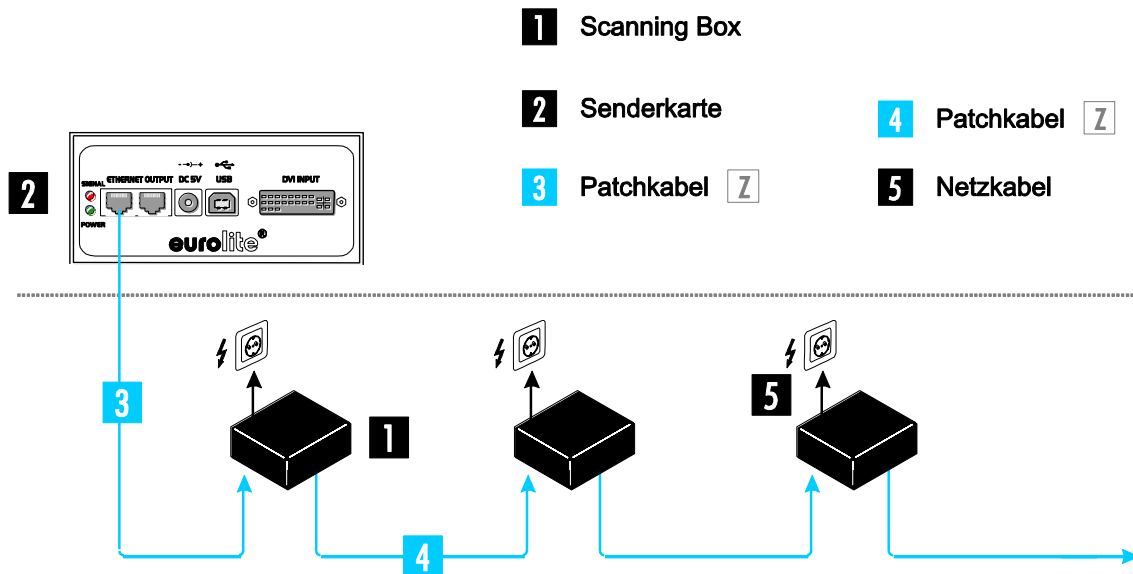 1 Scanning Box
2 Senderkarte
4 Patchkabel Z
3 Patchkabel Z
5 Netzkabel
2
SIGNAL
ETHERNET OUTPUT DC 5V USB DVI INPUT
POWER
eurolite®
3
1
5
4